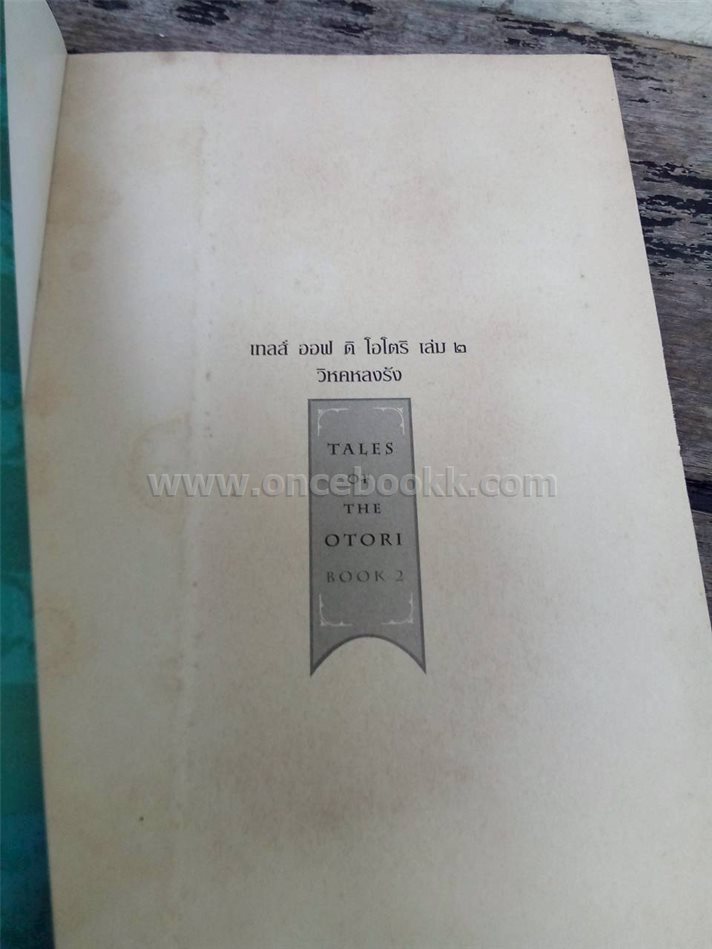 เทลส์ ออฟ ดิ โอโตริ เล่ม ๒
วิหคหลงรัง
TALES
OF
THE
OTORI
BOOK 2
www.oncebookk.com